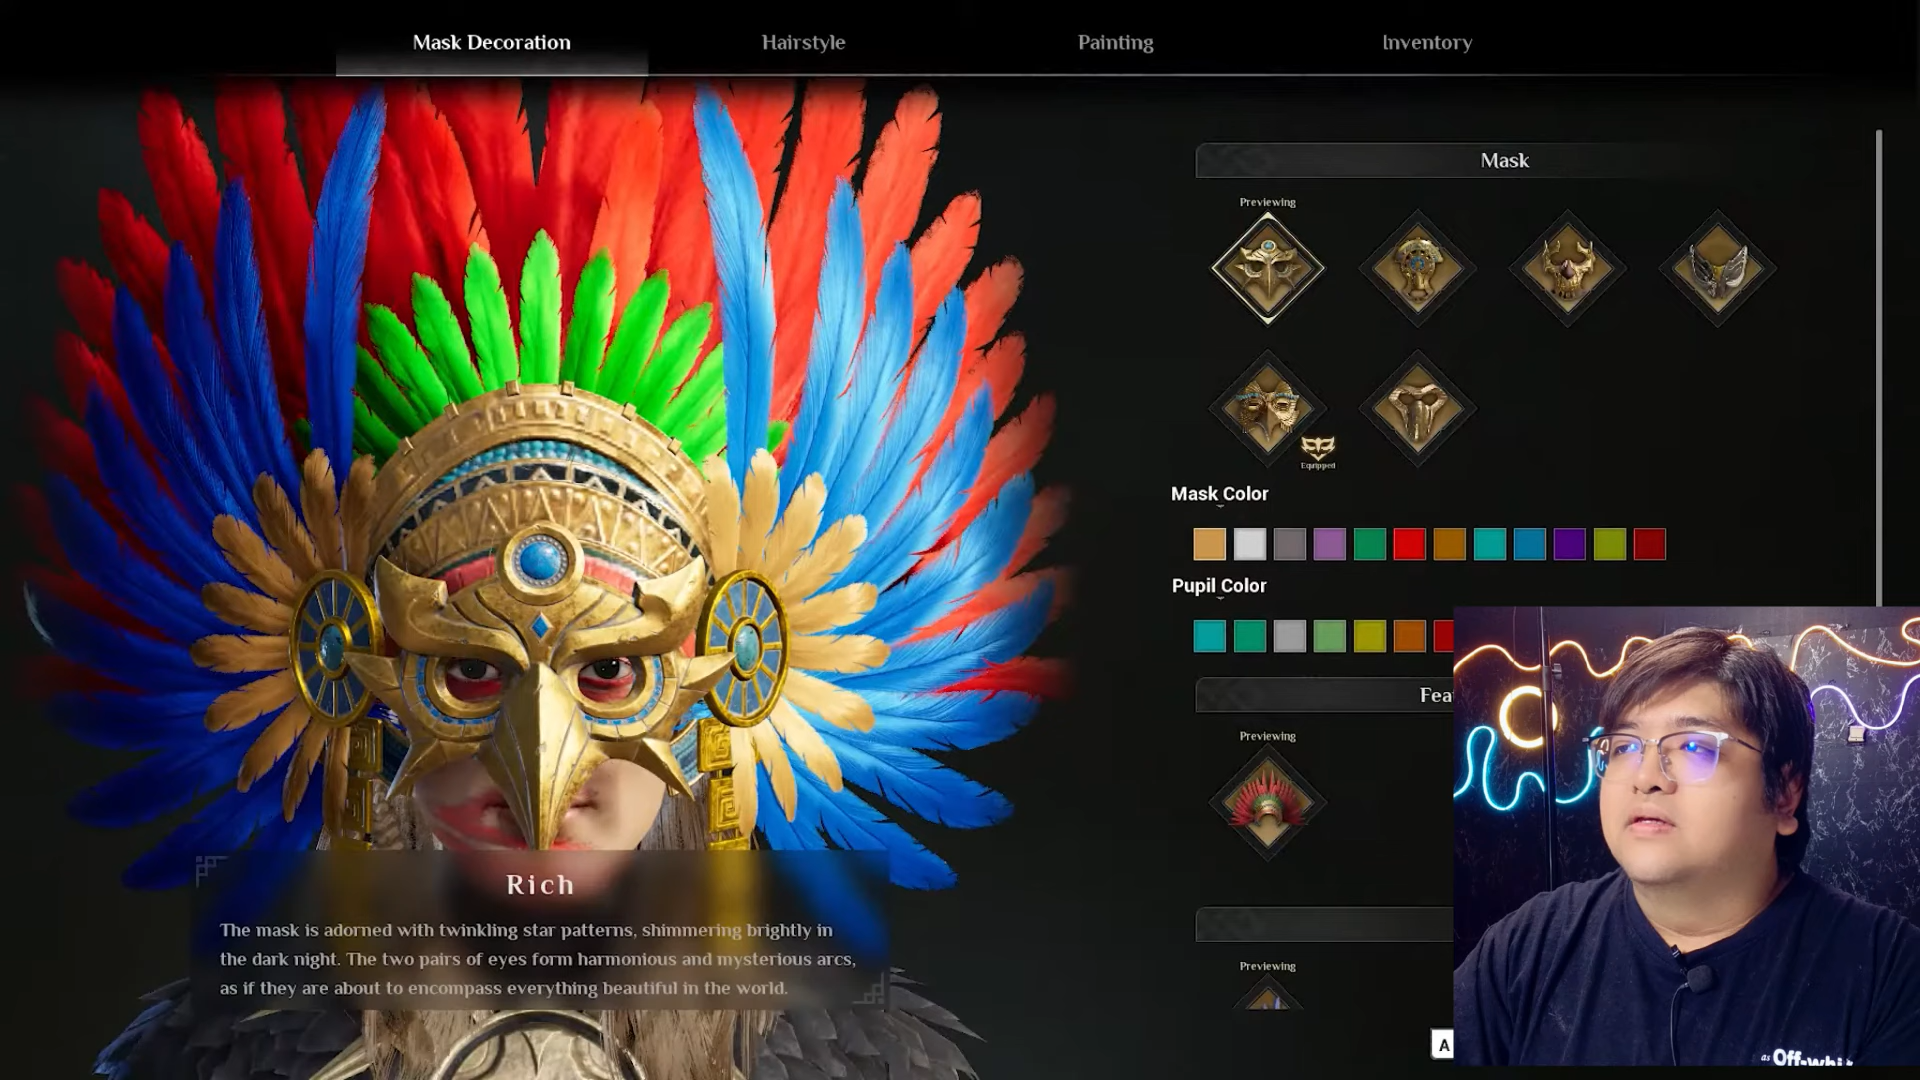 Mask Decoration
Hairstyle
Painting
Inventory
Mask
Previewing
Equipped
Mask Color
Pupil Color
Previewing
Rich
The mask is adorned with twinkling star patterns, shimmering brightly in
the dark night. The two pairs of eyes form harmonious and mysterious arcs,
as if they are about to encompass everything beautiful in the world.
Previewing
A